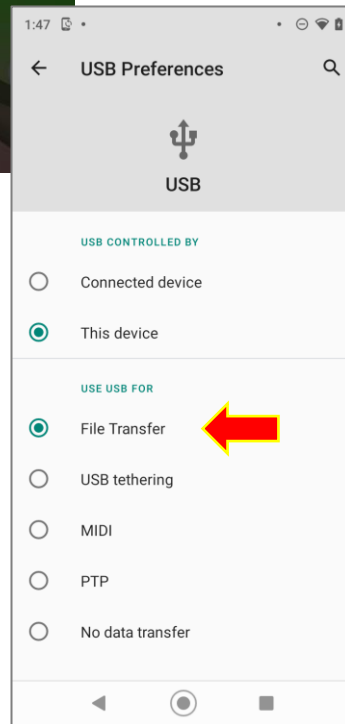 1:47
USB Preferences
USB
USB CONTROLLED BY
Connected device
This device
USE USB FOR
File Transfer
USB tethering
MIDI
PTP
No data transfer